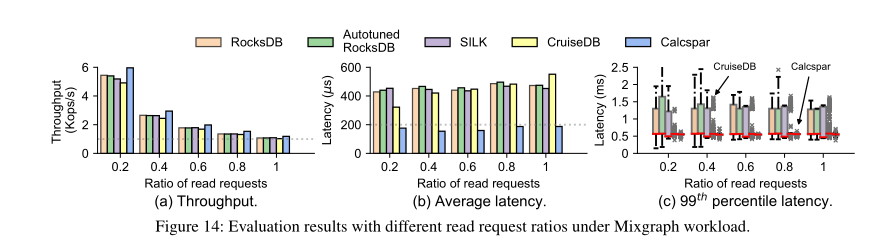 RocksDB
Autotuned
RocksDB
SILK
CruiseDB
Calcspar
Throughput
(Kops/s)
6
4
2
0
0.2 0.4 0.6 0.8 1
Ratio of read requests
(a) Throughput.
Latency (μs)
600
400
200
0
0.2 0.4 0.6 0.8 1
Ratio of read requests
(b) Average latency.
Latency (ms)
2.5
2
1.5
1
0.5
0
CruiseDB
Calcspar
0.2 0.4 0.6 0.8 1
Ratio of read requests
(c) 99th percentile latency.
Figure 14: Evaluation results with different read request ratios under Mixgraph workload.